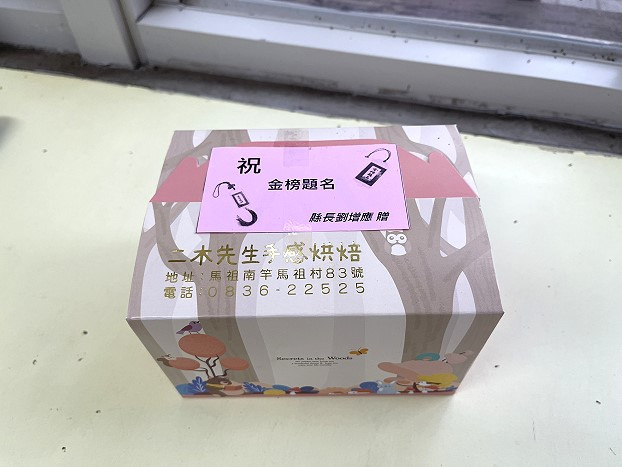 祝
金榜題名
縣長劉增應 贈
二木先生手感烘焙
地址：馬祖南竿馬祖村83號
電話：0836-22525
Secrets in the Woods